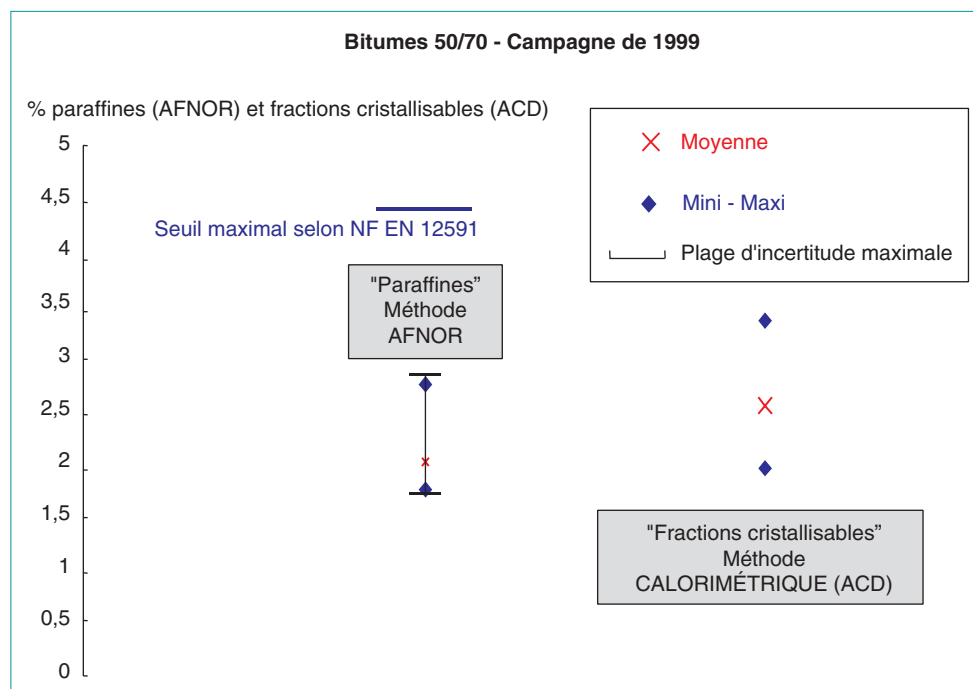 Bitumes 50/70 - Campagne de 1999
% paraffines (AFNOR) et fractions cristallisables (ACD)
5
4,5
4
3,5
3
2,5
2
1,5
1
0,5
0
Seuil maximal selon NF EN 12591
"Paraffines”
Méthode
AFNOR
Moyenne
Mini - Maxi
Plage d'incertitude maximale
"Fractions cristallisables”
Méthode
CALORIMÉTRIQUE (ACD)